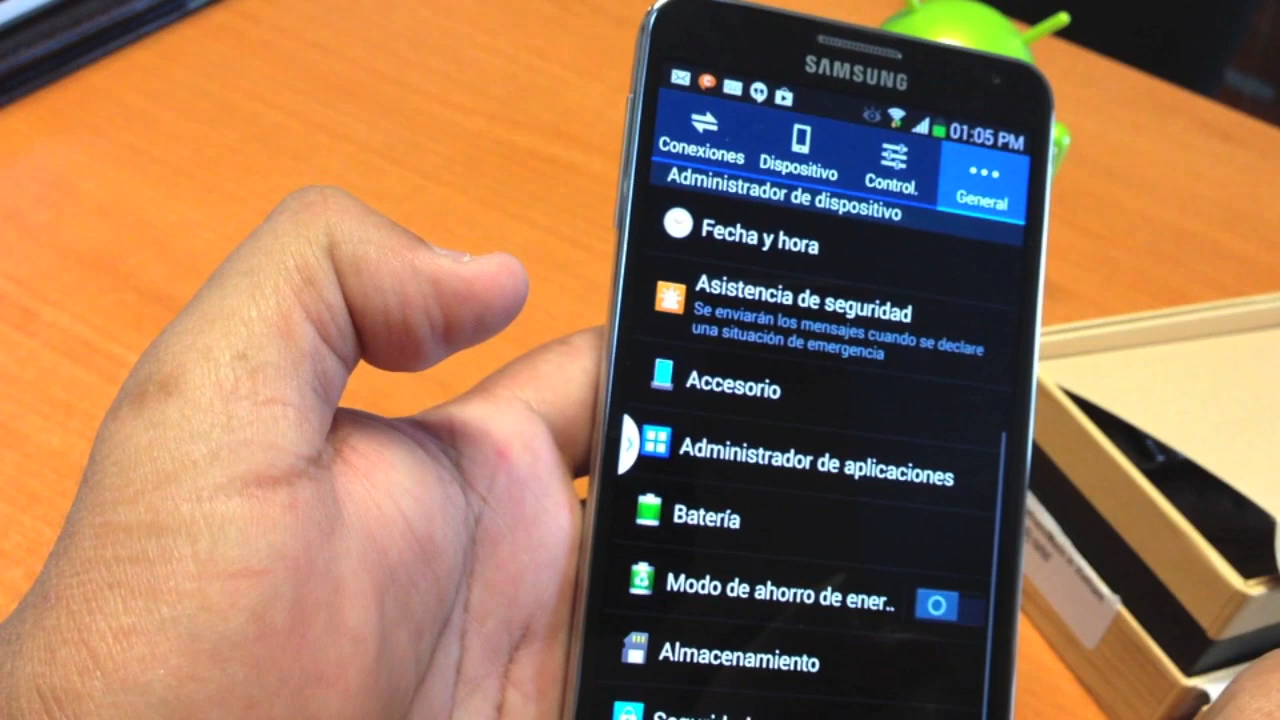 SAMSUNG
01:05 PM
Conexiones
Dispositivo
Control.
General
Administrador de dispositivo
Fecha y hora
Asistencia de seguridad
Se enviarán los mensajes cuando se declare
una situación de emergencia
Accesorio
Administrador de aplicaciones
Batería
Modo de ahorro de ener..
Almacenamiento